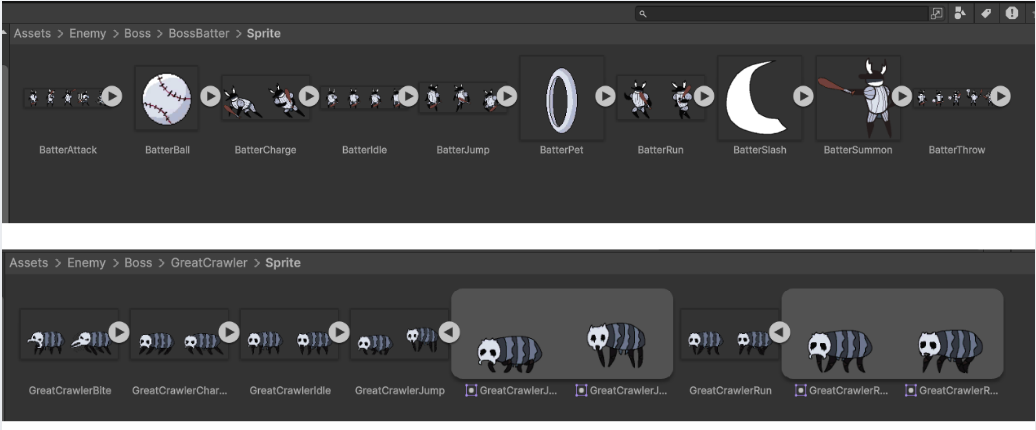 Assets > Enemy > Boss > BossBatter > Sprite
BatterAttack BatterBall BatterCharge BatterIdle BatterJump BatterPet BatterRun BatterSlash BatterSummon BatterThrow
Assets > Enemy > Boss > GreatCrawler > Sprite
GreatCrawlerBite GreatCrawlerChar... GreatCrawlerIdle GreatCrawlerJump GreatCrawlerJ... GreatCrawlerJ... GreatCrawlerRun GreatCrawlerR... GreatCrawlerR...